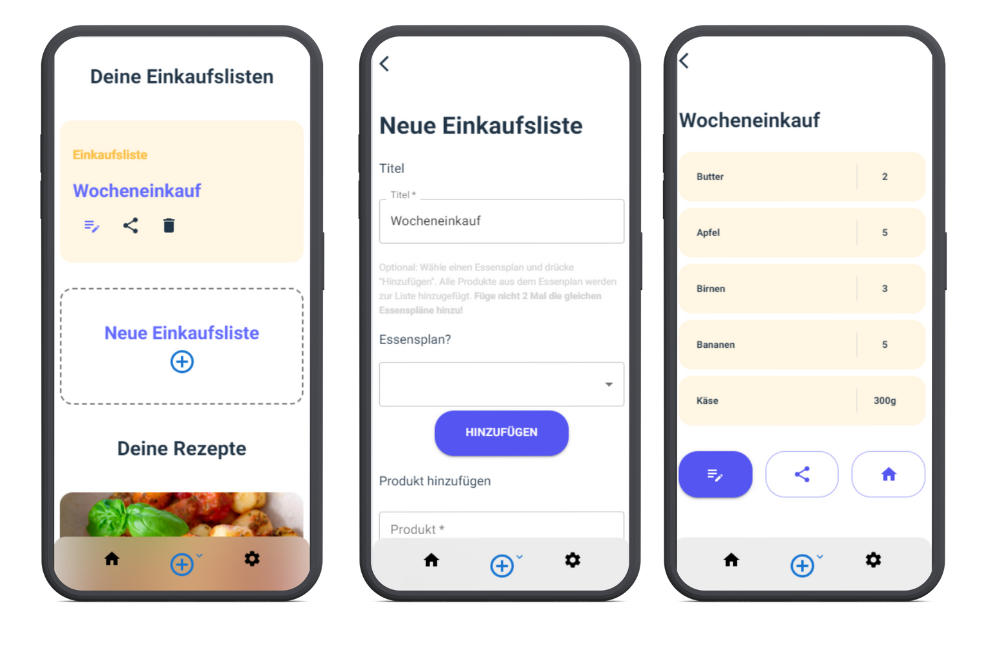 Deine Einkaufslisten
Einkaufsliste
Wocheneinkauf
Neue Einkaufsliste
Deine Rezepte
Neue Einkaufsliste
Titel
Titel *
Wocheneinkauf
Optional: Wähle einen Essensplan und drücke
"Hinzufügen". Alle Produkte aus dem Essenplan werden
zur Liste hinzugefügt. Füge nicht 2 Mal die gleichen
Essenspläne hinzu!
Essensplan?
HINZUFÜGEN
Produkt hinzufügen
Produkt *
Wocheneinkauf
Butter 2
Apfel 5
Birnen 3
Bananen 5
Käse 300g